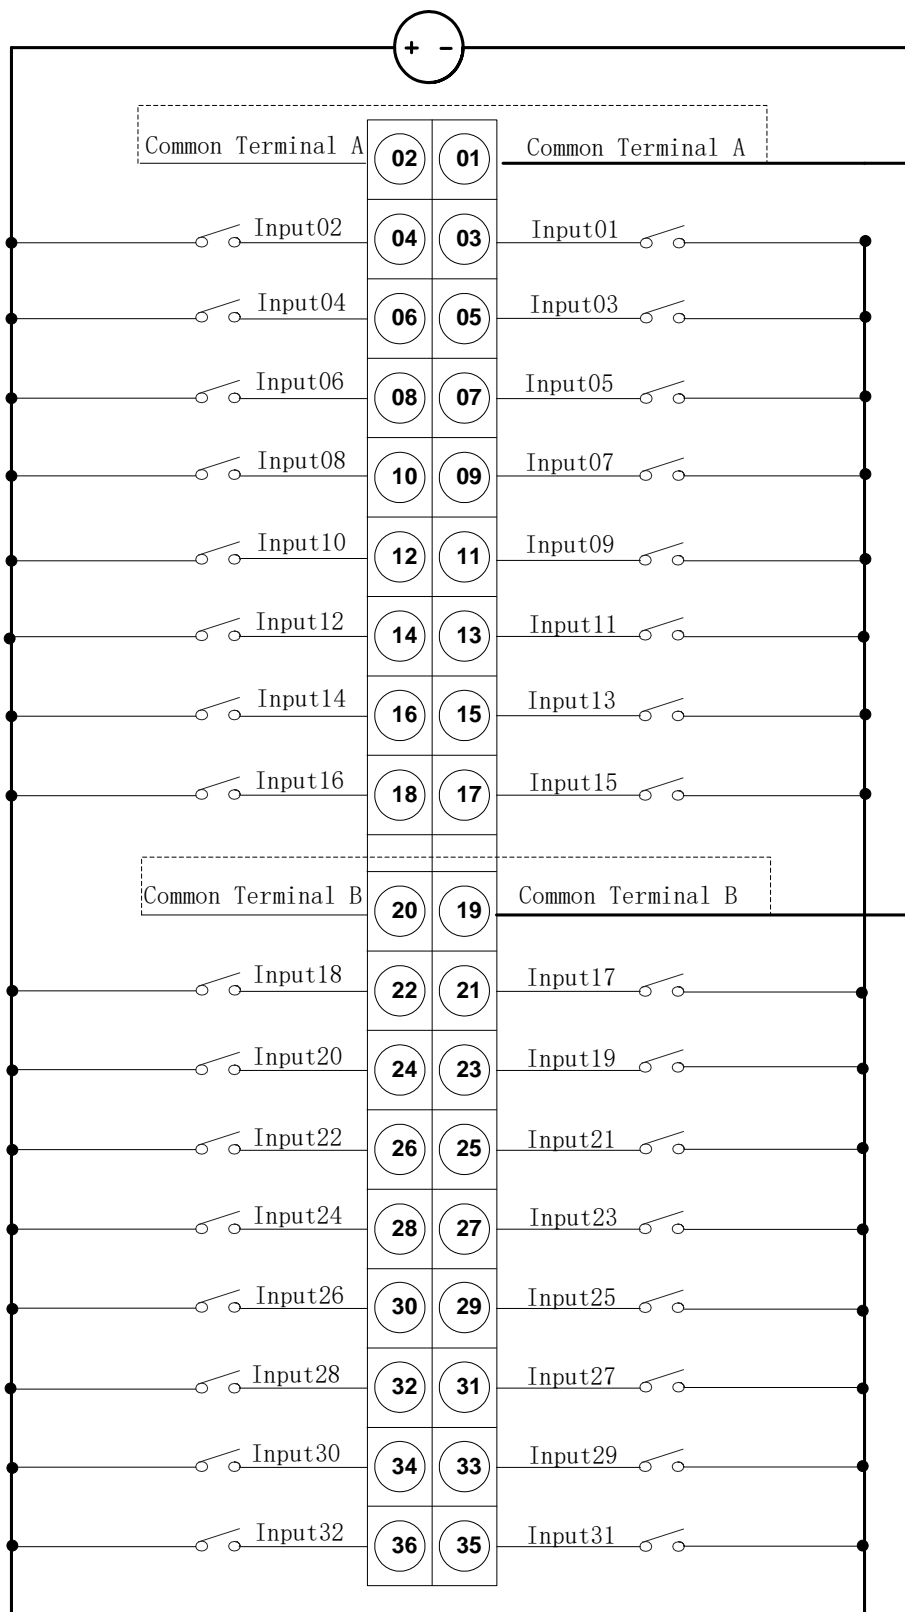 + −
Common Terminal A 02 01 Common Terminal A
Input02 04 03 Input01
Input04 06 05 Input03
Input06 08 07 Input05
Input08 10 09 Input07
Input10 12 11 Input09
Input12 14 13 Input11
Input14 16 15 Input13
Input16 18 17 Input15
Common Terminal B 20 19 Common Terminal B
Input18 22 21 Input17
Input20 24 23 Input19
Input22 26 25 Input21
Input24 28 27 Input23
Input26 30 29 Input25
Input28 32 31 Input27
Input30 34 33 Input29
Input32 36 35 Input31